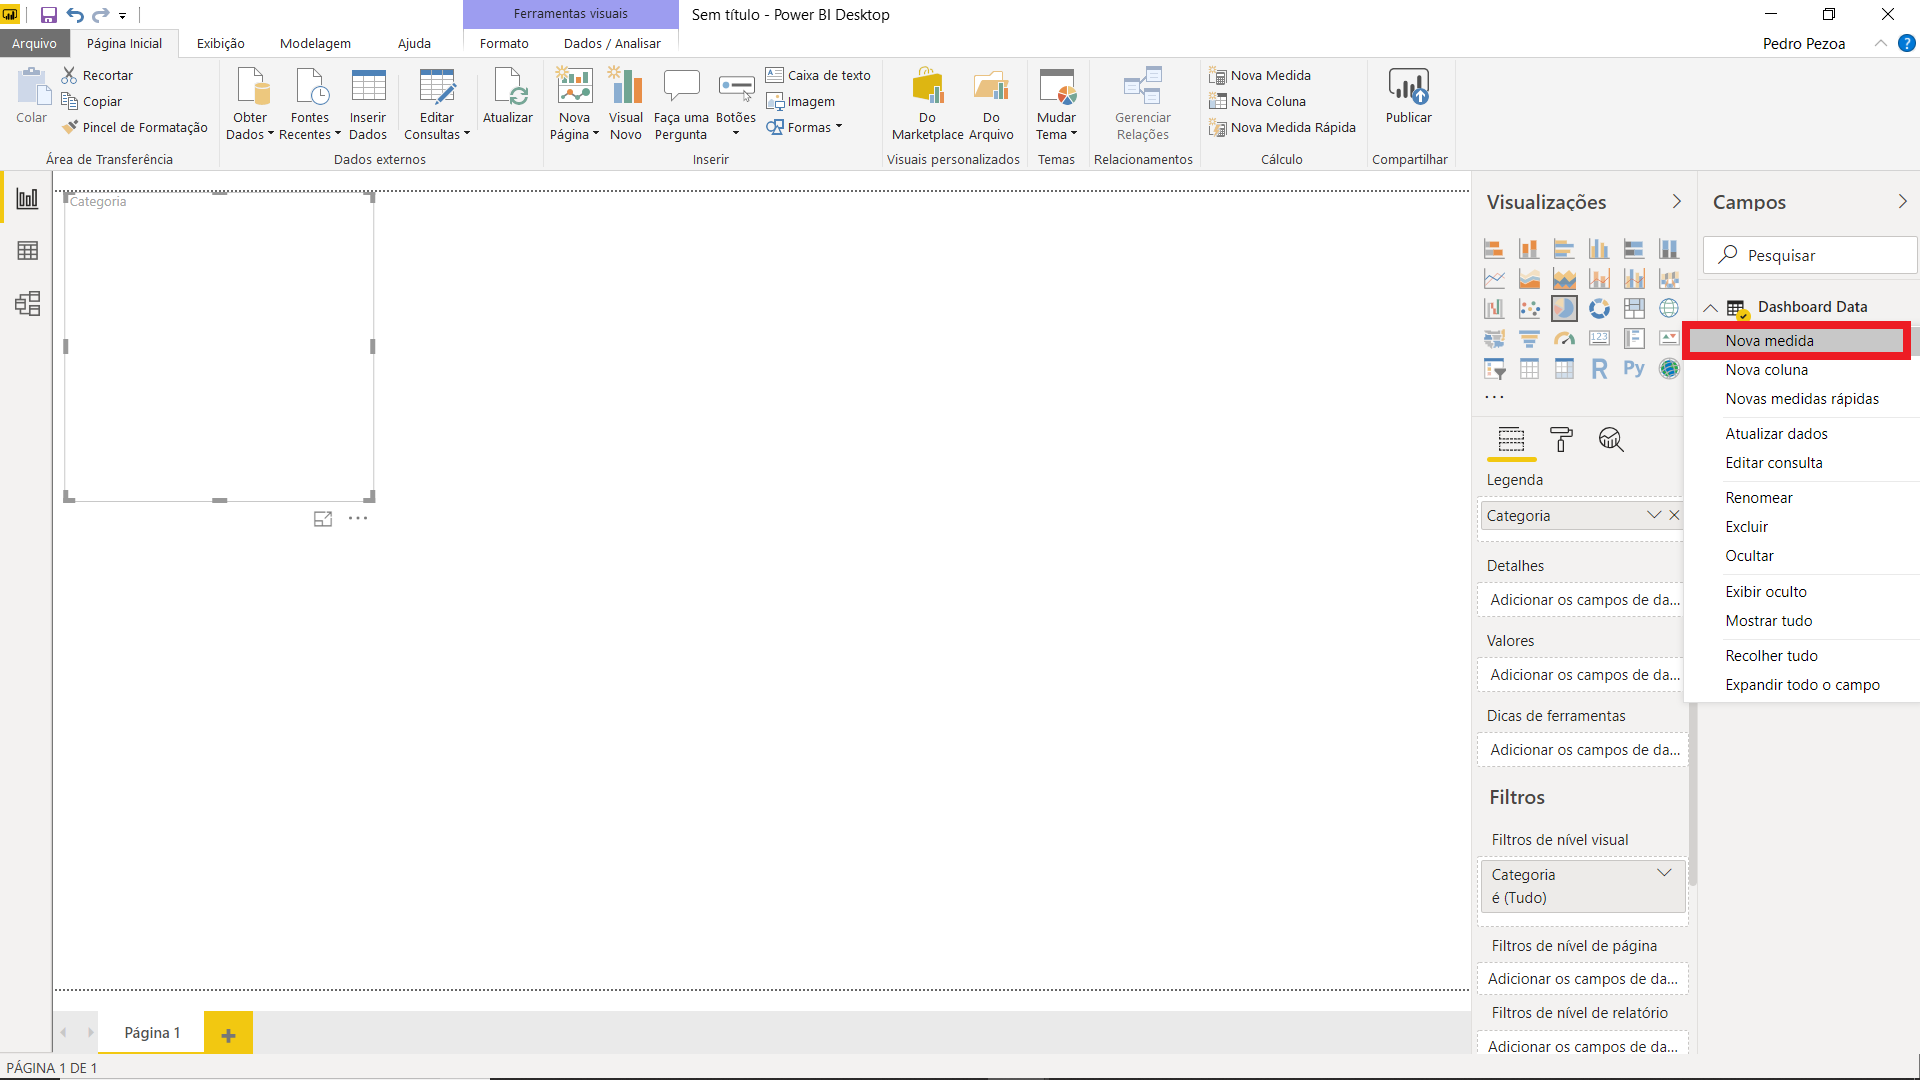 Ferramentas visuais
Sem título - Power BI Desktop
Arquivo
Página Inicial
Exibição
Modelagem
Ajuda
Formato
Dados / Analisar
Pedro Pezoa
?
Colar
Recortar
Copiar
Pincel de Formatação
Área de Transferência
Obter
Dados
Fontes
Recentes
Inserir
Dados
Editar
Consultas
Atualizar
Dados externos
Nova
Página
Visual
Novo
Faça uma
Pergunta
Botões
Caixa de texto
Imagem
Formas
Inserir
Do
Marketplace
Do
Arquivo
Visuais personalizados
Mudar
Tema
Temas
Gerenciar
Relações
Relacionamentos
Nova Medida
Nova Coluna
Nova Medida Rápida
Cálculo
Publicar
Compartilhar
Categoria
Visualizações
123
R
Py
Legenda
Categoria
Detalhes
Adicionar os campos de da...
Valores
Adicionar os campos de da...
Dicas de ferramentas
Adicionar os campos de da...
Filtros
Filtros de nível visual
Categoria
é (Tudo)
Filtros de nível de página
Adicionar os campos de da...
Filtros de nível de relatório
Adicionar os campos de da...
Campos
Pesquisar
Dashboard Data
Nova medida
Nova coluna
Novas medidas rápidas
Atualizar dados
Editar consulta
Renomear
Excluir
Ocultar
Exibir oculto
Mostrar tudo
Recolher tudo
Expandir todo o campo
Página 1
PÁGINA 1 DE 1